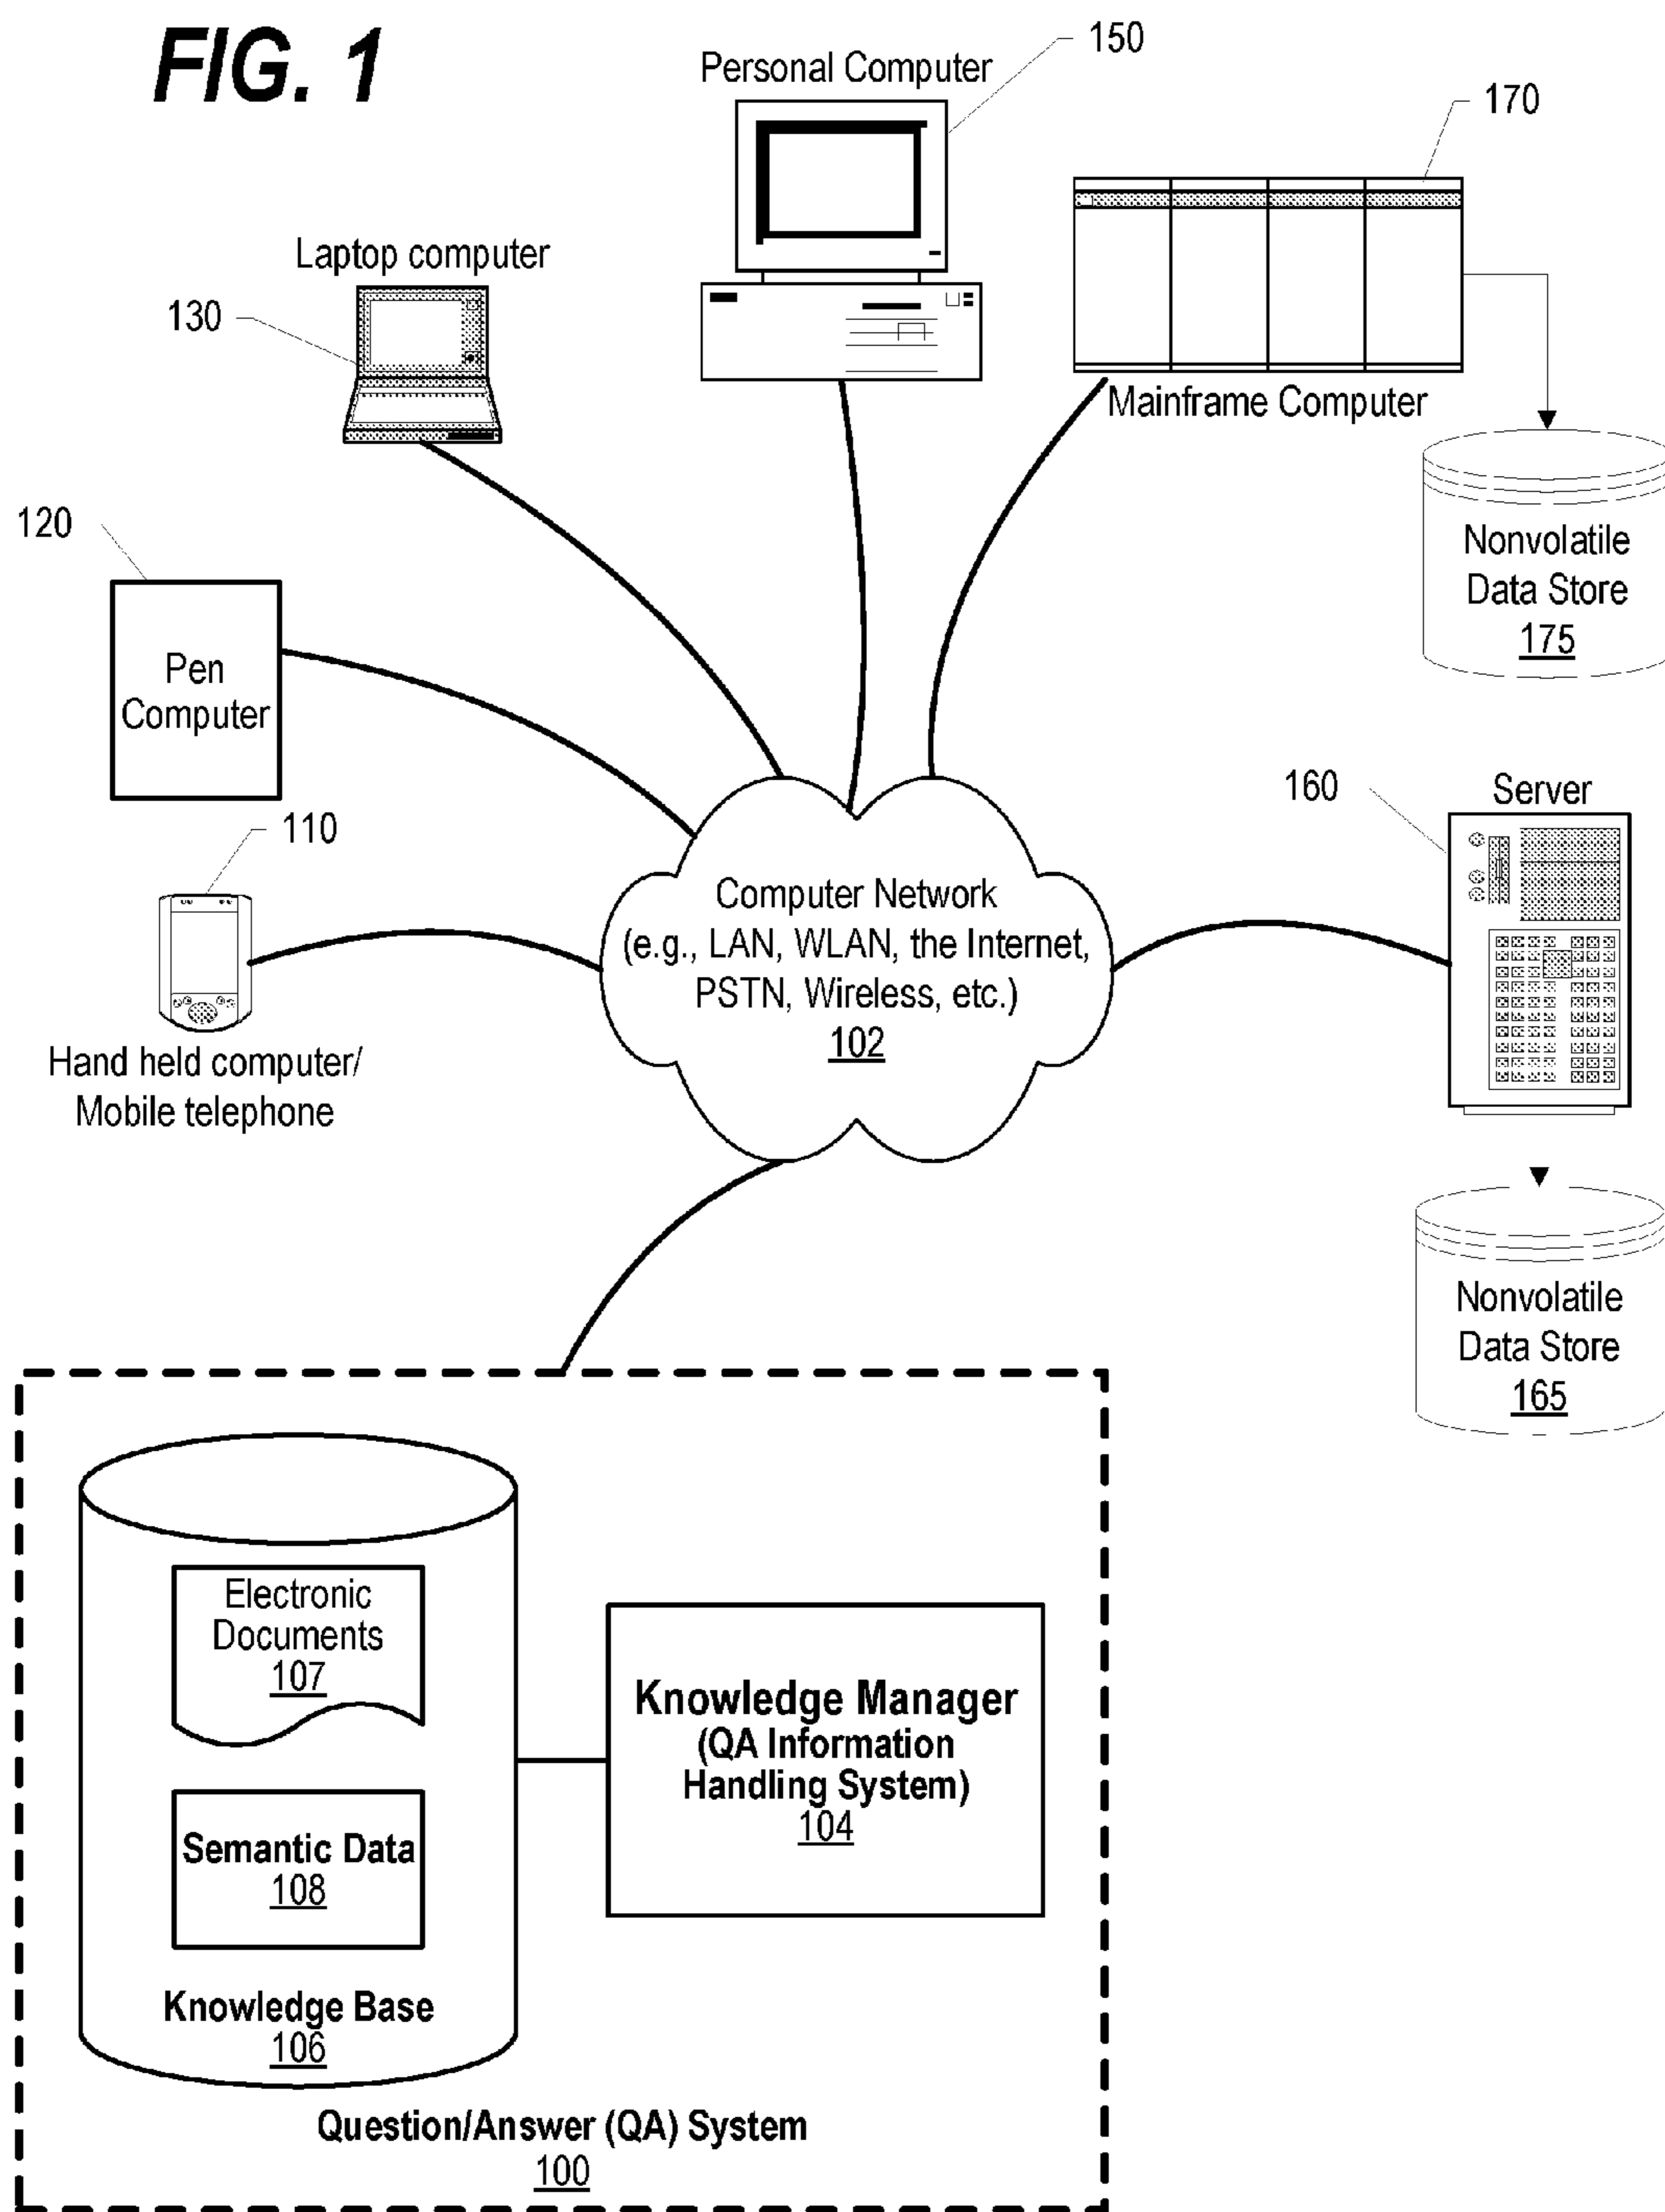 FIG. 1
Personal Computer
150
170
Laptop computer
130
Mainframe Computer
Nonvolatile
Data Store
175
120
Pen
Computer
110
Hand held computer/
Mobile telephone
Computer Network
(e.g., LAN, WLAN, the Internet,
PSTN, Wireless, etc.)
102
160
Server
Nonvolatile
Data Store
165
Electronic
Documents
107
Semantic Data
108
Knowledge Base
106
Knowledge Manager
(QA Information
Handling System)
104
Question/Answer (QA) System
100